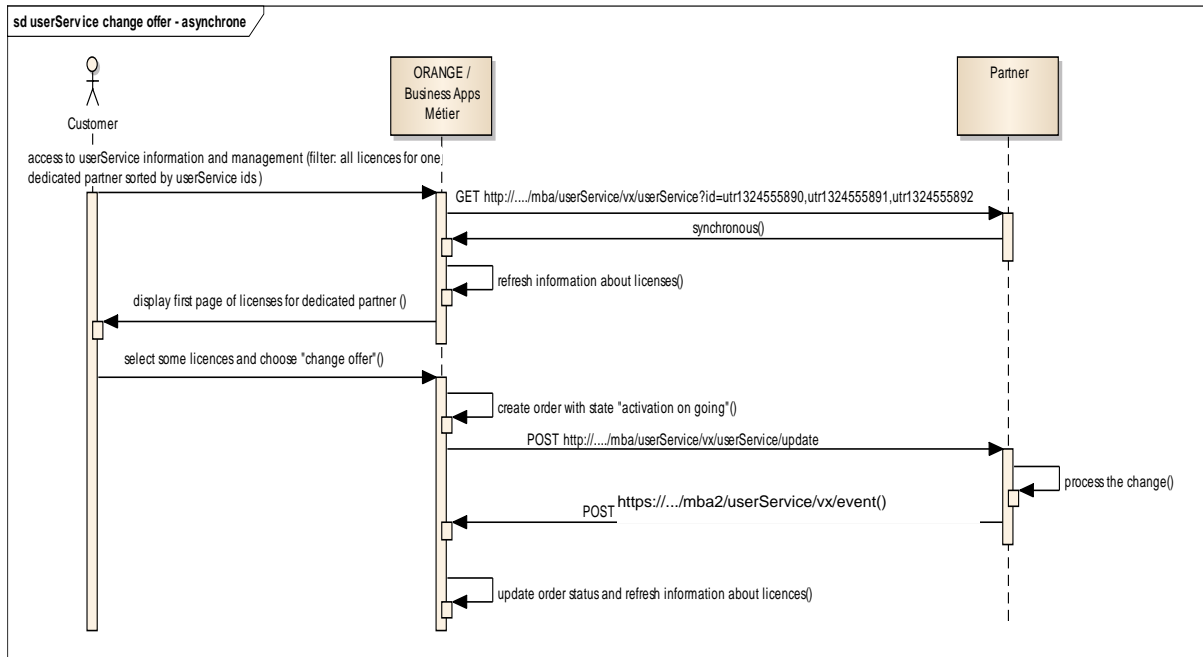 sd userService change offer - asynchrone
Customer
ORANGE /
Business Apps
Métier
Partner
access to userService information and management (filter: all licences for one
dedicated partner sorted by userService ids )
GET http://..../mba/userService/vx/userService?id=utr1324555890,utr1324555891,utr1324555892
synchronous()
refresh information about licenses()
display first page of licenses for dedicated partner ()
select some licences and choose "change offer"()
create order with state "activation on going"()
POST http://..../mba/userService/vx/userService/update
process the change()
POST https://.../mba2/userService/vx/event()
update order status and refresh information about licences()